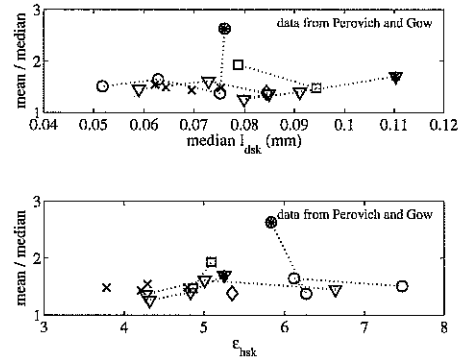 3
data from Perovich and Gow
mean / median
2
1
0.04 0.05 0.06 0.07 0.08 0.09 0.1 0.11 0.12
median l_dsk (mm)
3
data from Perovich and Gow
mean / median
2
1
3 4 5 6 7 8
ε_hsk